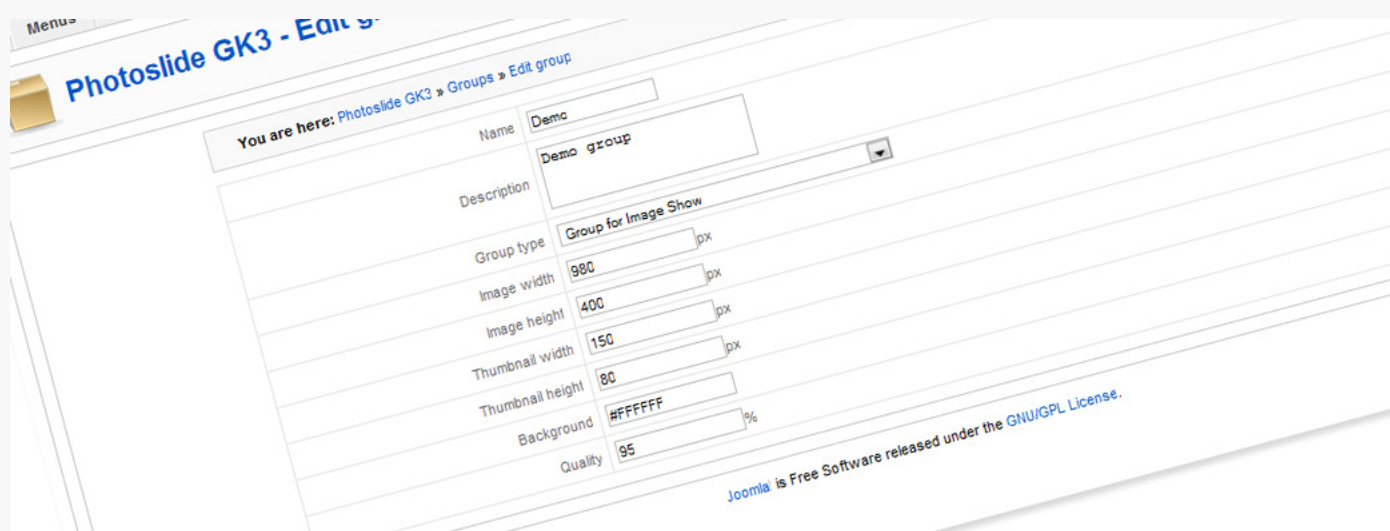 Menus
Photoslide GK3 - Edit g
You are here: Photoslide GK3 » Groups » Edit group
Name Demo
Description Demo group
Group type Group for Image Show
Image width 980 px
Image height 400 px
Thumbnail width 150 px
Thumbnail height 80 px
Background #FFFFFF
Quality 95 %
Joomla! is Free Software released under the GNU/GPL License.